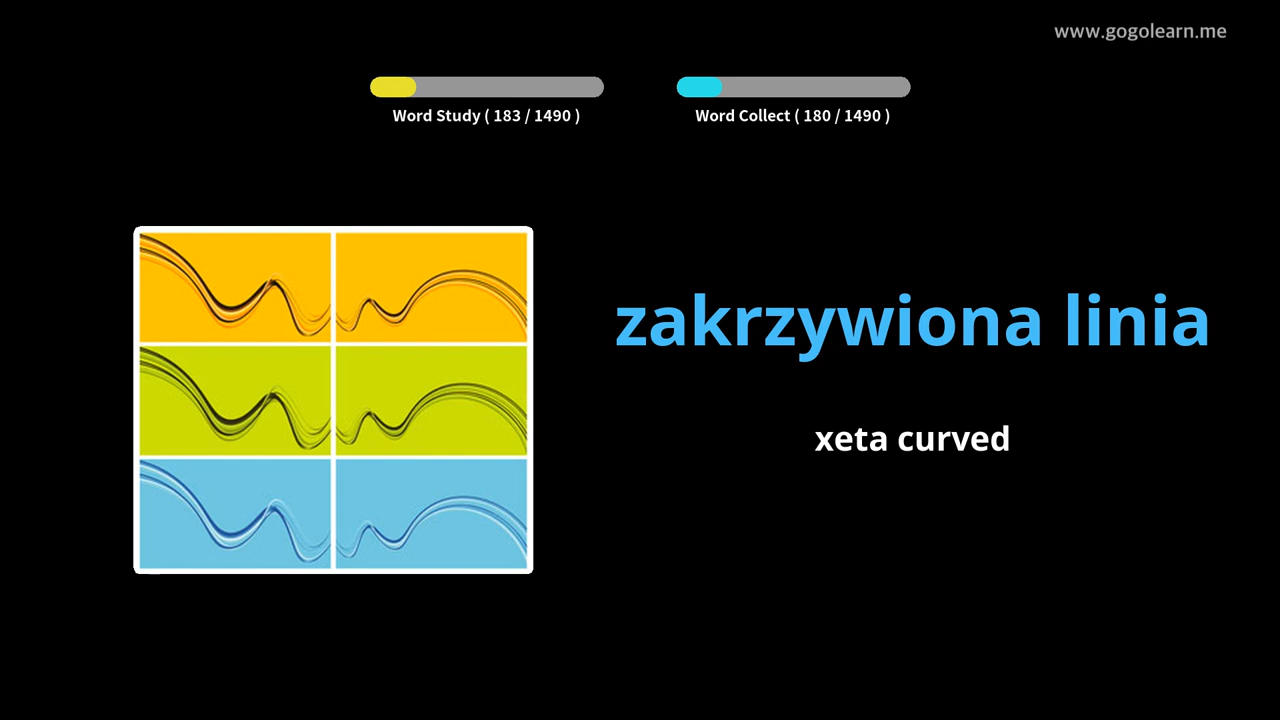 www.gogolearn.me
Word Study ( 183 / 1490 )
Word Collect ( 180 / 1490 )
zakrzywiona linia
xeta curved